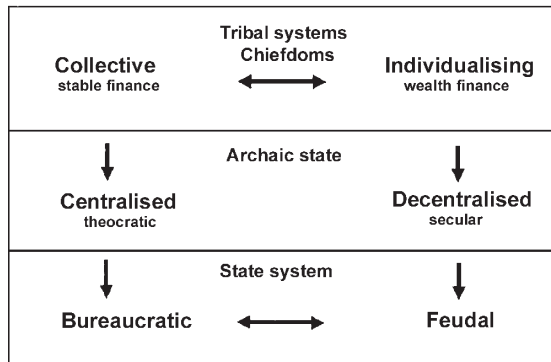 Tribal systems
Chiefdoms
Collective
stable finance
Individualising
wealth finance
Archaic state
Centralised
theocratic
Decentralised
secular
State system
Bureaucratic
Feudal